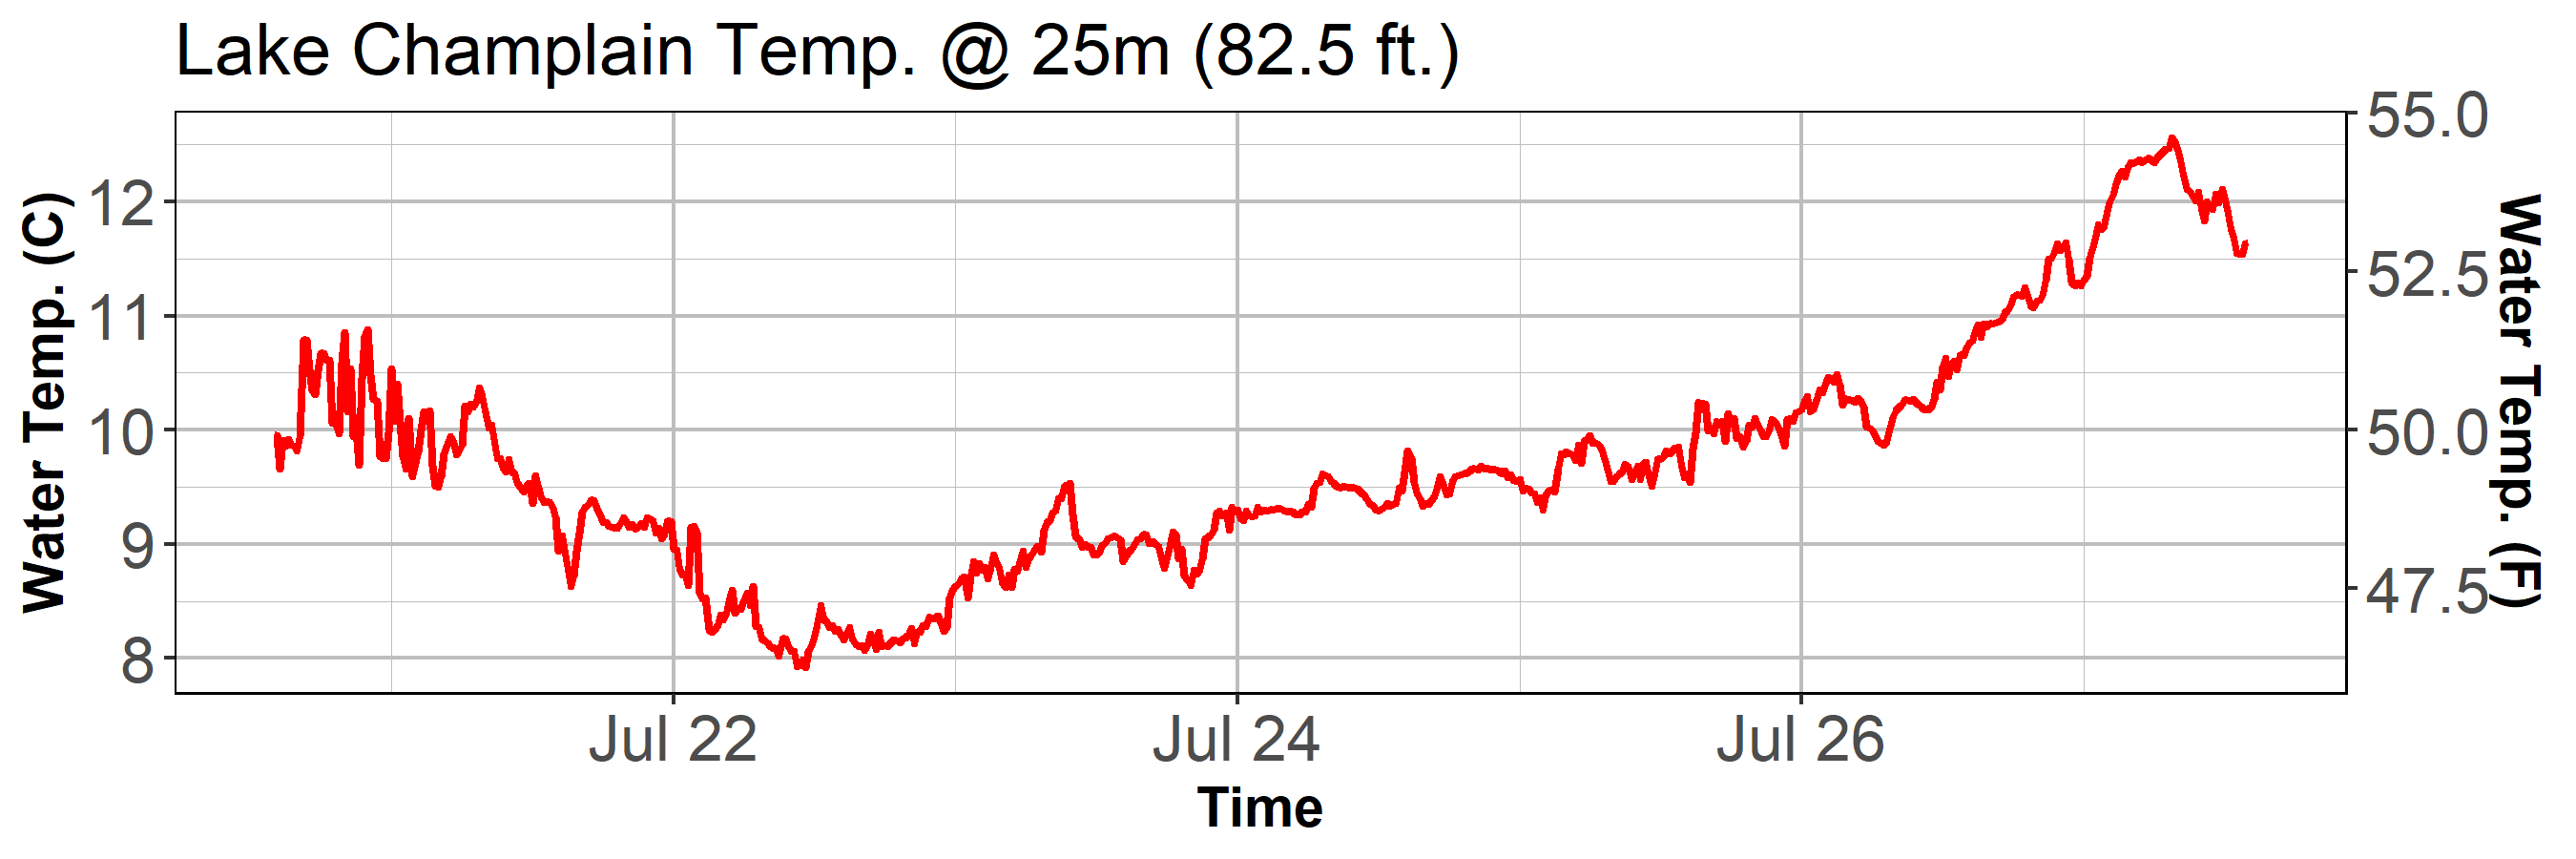 Lake Champlain Temp. @ 25m (82.5 ft.)
Water Temp. (C)
12
11
10
9
8
55.0
52.5
50.0
47.5
Water Temp. (F)
Jul 22 Jul 24 Jul 26
Time